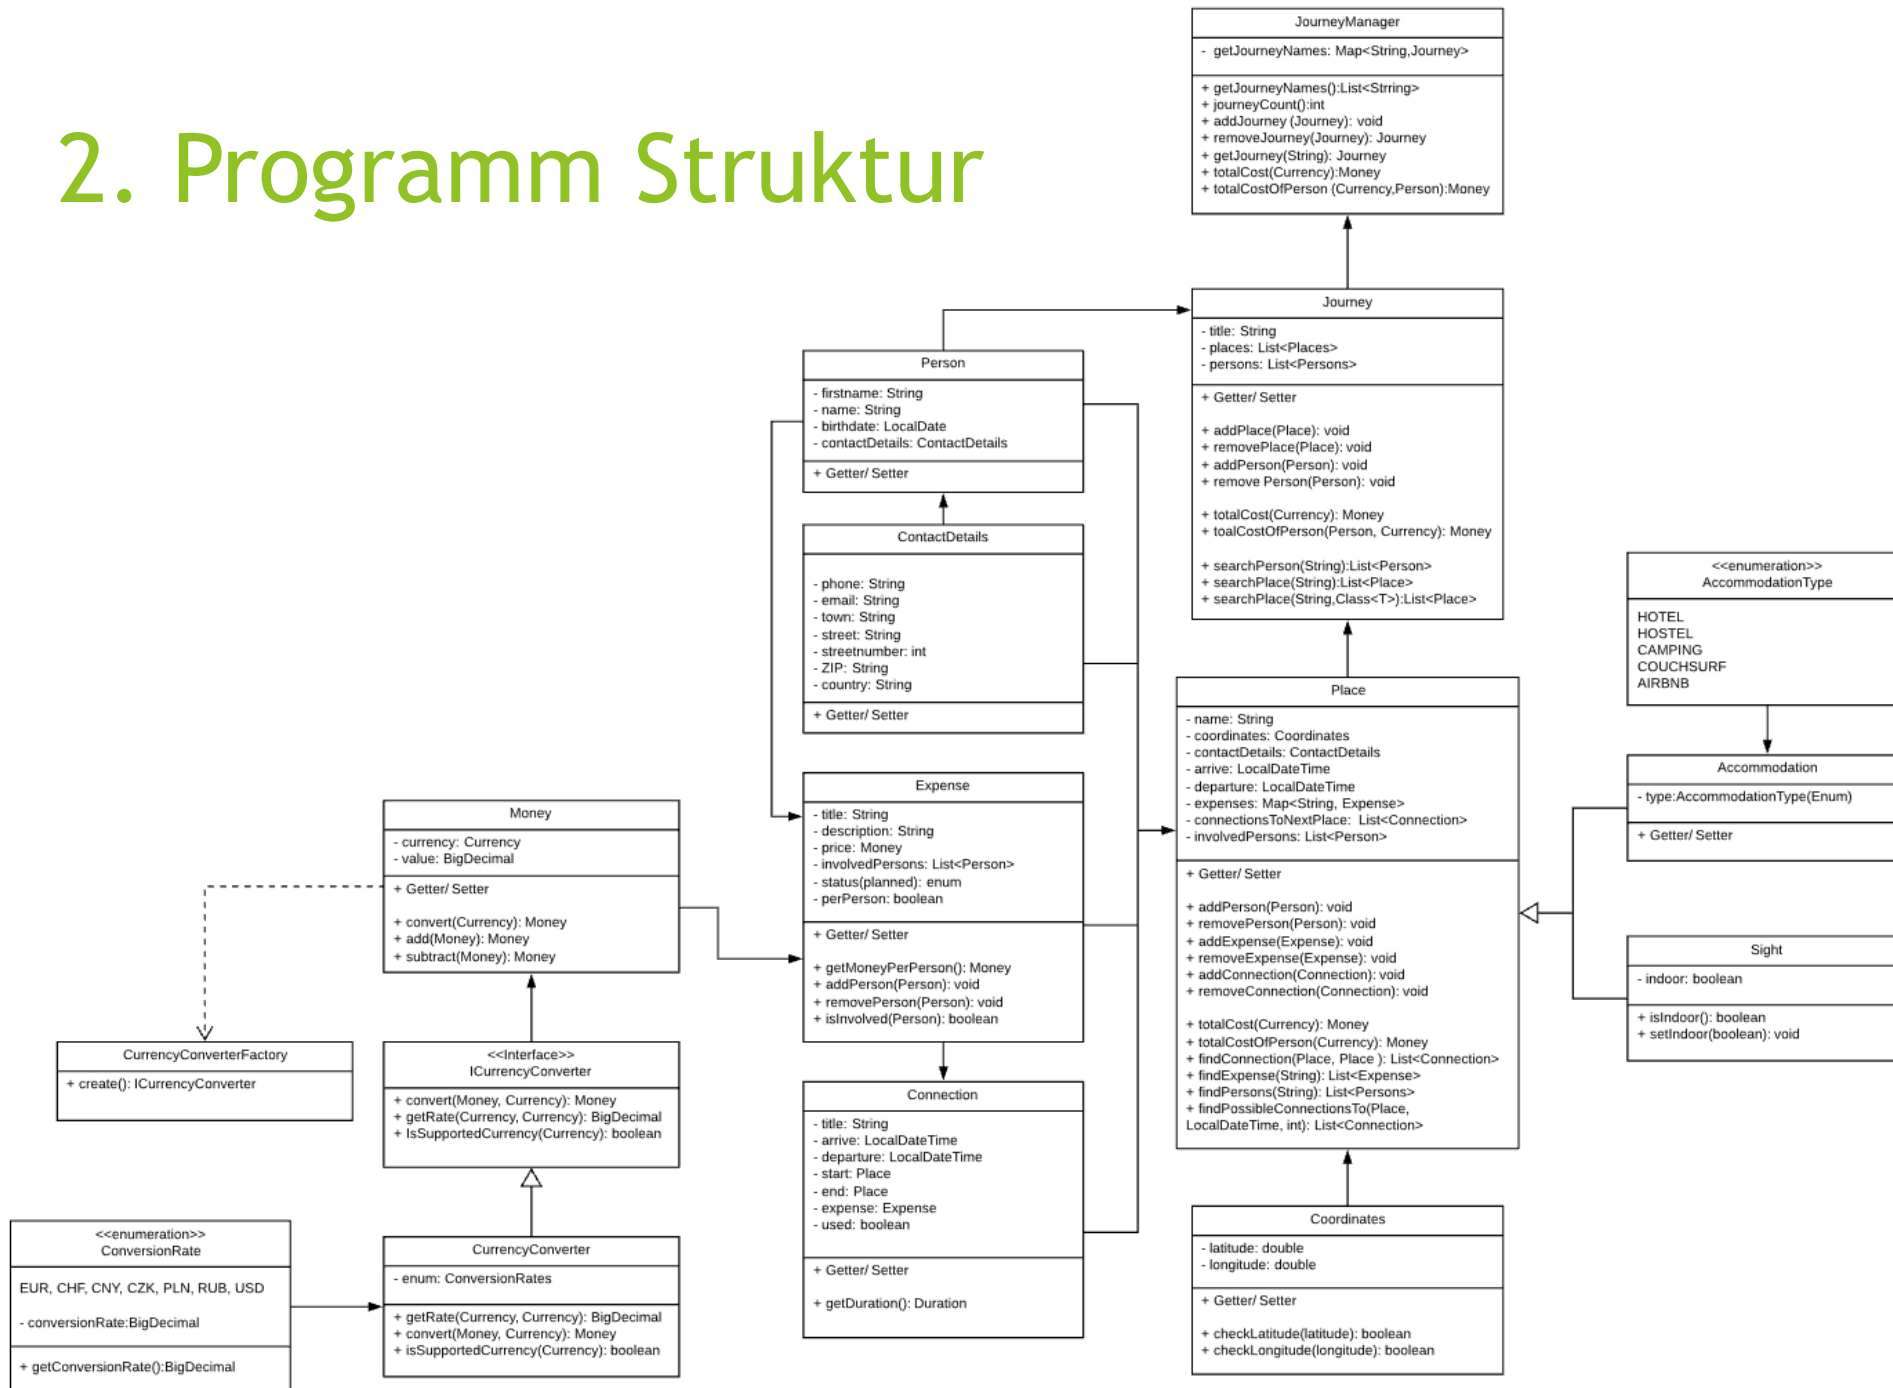 2. Programm Struktur
JourneyManager
- getJourneyNames: Map<String,Journey>
+ getJourneyNames():List<Strring>
+ journeyCount():int
+ addJourney (Journey): void
+ removeJourney(Journey): Journey
+ getJourney(String): Journey
+ totalCost(Currency):Money
+ totalCostOfPerson (Currency,Person):Money
Journey
- title: String
- places: List<Places>
- persons: List<Persons>
+ Getter/ Setter
+ addPlace(Place): void
+ removePlace(Place): void
+ addPerson(Person): void
+ remove Person(Person): void
+ totalCost(Currency): Money
+ toalCostOfPerson(Person, Currency): Money
+ searchPerson(String):List<Person>
+ searchPlace(String):List<Place>
+ searchPlace(String,Class<T>):List<Place>
Person
- firstname: String
- name: String
- birthdate: LocalDate
- contactDetails: ContactDetails
+ Getter/ Setter
ContactDetails
- phone: String
- email: String
- town: String
- street: String
- streetnumber: int
- ZIP: String
- country: String
+ Getter/ Setter
Expense
- title: String
- description: String
- price: Money
- involvedPersons: List<Person>
- status(planned): enum
- perPerson: boolean
+ Getter/ Setter
+ getMoneyPerPerson(): Money
+ addPerson(Person): void
+ removePerson(Person): void
+ isInvolved(Person): boolean
Connection
- title: String
- arrive: LocalDateTime
- departure: LocalDateTime
- start: Place
- end: Place
- expense: Expense
- used: boolean
+ Getter/ Setter
+ getDuration(): Duration
Money
- currency: Currency
- value: BigDecimal
+ Getter/ Setter
+ convert(Currency): Money
+ add(Money): Money
+ subtract(Money): Money
CurrencyConverterFactory
+ create(): ICurrencyConverter
<<Interface>>
ICurrencyConverter
+ convert(Money, Currency): Money
+ getRate(Currency, Currency): BigDecimal
+ IsSupportedCurrency(Currency): boolean
<<enumeration>>
ConversionRate
EUR, CHF, CNY, CZK, PLN, RUB, USD
- conversionRate:BigDecimal
+ getConversionRate():BigDecimal
CurrencyConverter
- enum: ConversionRates
+ getRate(Currency, Currency): BigDecimal
+ convert(Money, Currency): Money
+ isSupportedCurrency(Currency): boolean
Place
- name: String
- coordinates: Coordinates
- contactDetails: ContactDetails
- arrive: LocalDateTime
- departure: LocalDateTime
- expenses: Map<String, Expense>
- connectionsToNextPlace: List<Connection>
- involvedPersons: List<Person>
+ Getter/ Setter
+ addPerson(Person): void
+ removePerson(Person): void
+ addExpense(Expense): void
+ removeExpense(Expense): void
+ addConnection(Connection): void
+ removeConnection(Connection): void
+ totalCost(Currency): Money
+ totalCostOfPerson(Currency): Money
+ findConnection(Place, Place ): List<Connection>
+ findExpense(String): List<Expense>
+ findPersons(String): List<Persons>
+ findPossibleConnectionsTo(Place,
LocalDateTime, int): List<Connection>
Coordinates
- latitude: double
- longitude: double
+ Getter/ Setter
+ checkLatitude(latitude): boolean
+ checkLongitude(longitude): boolean
<<enumeration>>
AccommodationType
HOTEL
HOSTEL
CAMPING
COUCHSURF
AIRBNB
Accommodation
- type:AccommodationType(Enum)
+ Getter/ Setter
Sight
- indoor: boolean
+ isIndoor(): boolean
+ setIndoor(boolean): void